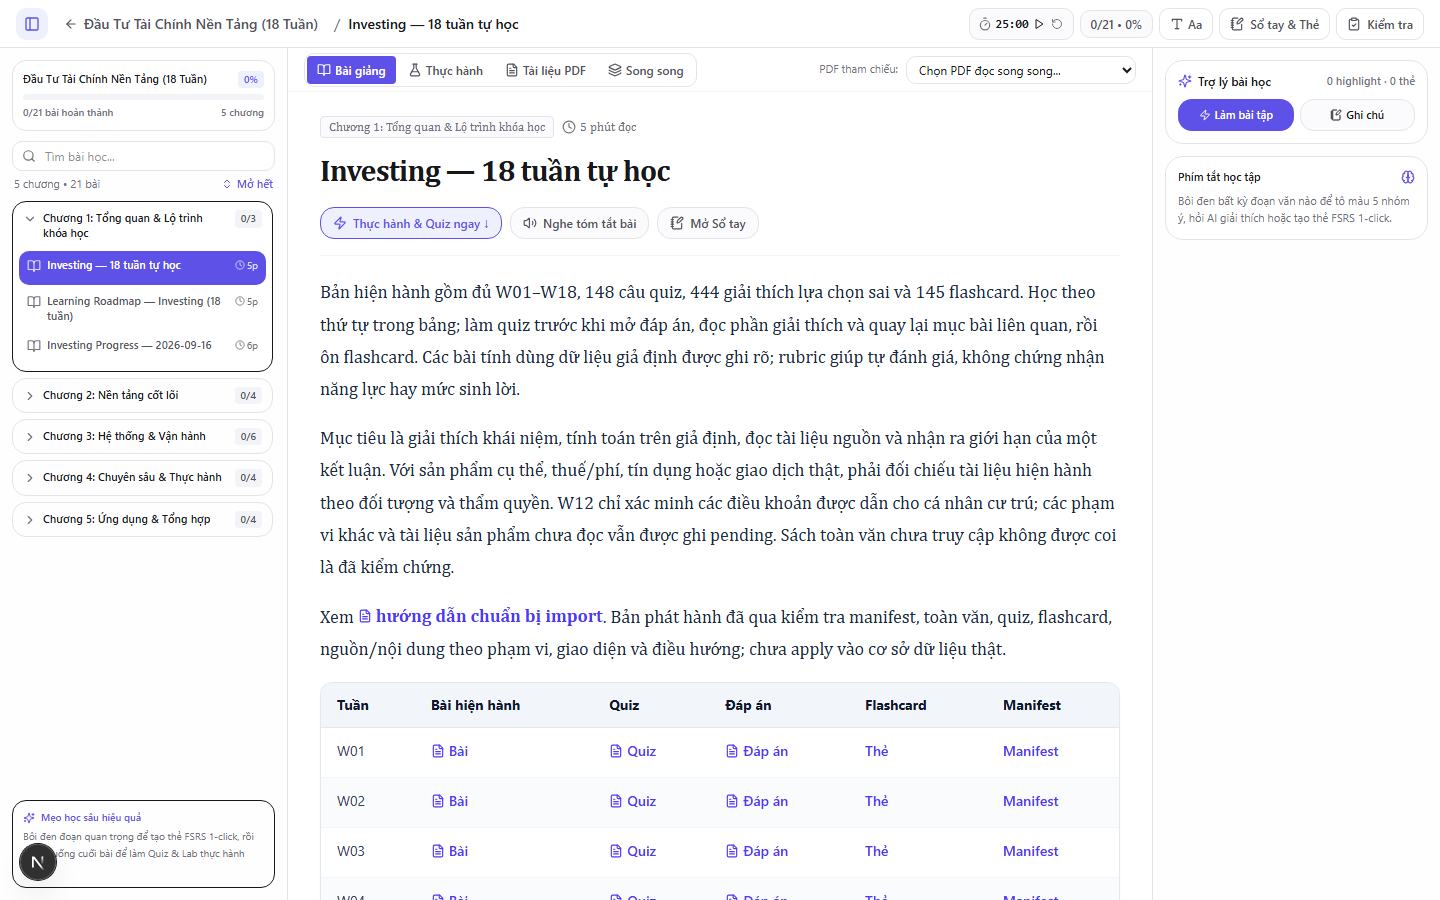 Đầu Tư Tài Chính Nền Tảng (18 Tuần) / Investing — 18 tuần tự học
25:00
0/21 • 0%
Aa
Sổ tay & Thẻ
Kiểm tra
Đầu Tư Tài Chính Nền Tảng (18 Tuần) 0%
0/21 bài hoàn thành 5 chương
Tìm bài học...
5 chương • 21 bài Mở hết
Chương 1: Tổng quan & Lộ trình khóa học 0/3
Investing — 18 tuần tự học 5p
Learning Roadmap — Investing (18 tuần) 5p
Investing Progress — 2026-09-16 6p
Chương 2: Nền tảng cốt lõi 0/4
Chương 3: Hệ thống & Vận hành 0/6
Chương 4: Chuyên sâu & Thực hành 0/4
Chương 5: Ứng dụng & Tổng hợp 0/4
Mẹo học sâu hiệu quả
Bôi đen đoạn quan trọng để tạo thẻ FSRS 1-click, rồi
cuối bài để làm Quiz & Lab thực hành
N
Bài giảng
Thực hành
Tài liệu PDF
Song song
PDF tham chiếu: Chọn PDF đọc song song...
Chương 1: Tổng quan & Lộ trình khóa học 5 phút đọc
Investing — 18 tuần tự học
Thực hành & Quiz ngay ↓
Nghe tóm tắt bài
Mở Sổ tay
Bản hiện hành gồm đủ W01–W18, 148 câu quiz, 444 giải thích lựa chọn sai và 145 flashcard. Học theo
thứ tự trong bảng; làm quiz trước khi mở đáp án, đọc phần giải thích và quay lại mục bài liên quan, rồi
ôn flashcard. Các bài tính dùng dữ liệu giả định được ghi rõ; rubric giúp tự đánh giá, không chứng nhận
năng lực hay mức sinh lời.
Mục tiêu là giải thích khái niệm, tính toán trên giả định, đọc tài liệu nguồn và nhận ra giới hạn của một
kết luận. Với sản phẩm cụ thể, thuế/phí, tín dụng hoặc giao dịch thật, phải đối chiếu tài liệu hiện hành
theo đối tượng và thẩm quyền. W12 chỉ xác minh các điều khoản được dẫn cho cá nhân cư trú; các phạm
vi khác và tài liệu sản phẩm chưa đọc vẫn được ghi pending. Sách toàn văn chưa truy cập không được coi
là đã kiểm chứng.
Xem hướng dẫn chuẩn bị import. Bản phát hành đã qua kiểm tra manifest, toàn văn, quiz, flashcard,
nguồn/nội dung theo phạm vi, giao diện và điều hướng; chưa apply vào cơ sở dữ liệu thật.
Tuần Bài hiện hành Quiz Đáp án Flashcard Manifest
W01 Bài Quiz Đáp án Thẻ Manifest
W02 Bài Quiz Đáp án Thẻ Manifest
W03 Bài Quiz Đáp án Thẻ Manifest
W04 Bài Quiz Đáp án Thẻ Manifest
Trợ lý bài học 0 highlight · 0 thẻ
Làm bài tập
Ghi chú
Phím tắt học tập
Bôi đen bất kỳ đoạn văn nào để tô màu 5 nhóm
ý, hỏi AI giải thích hoặc tạo thẻ FSRS 1-click.